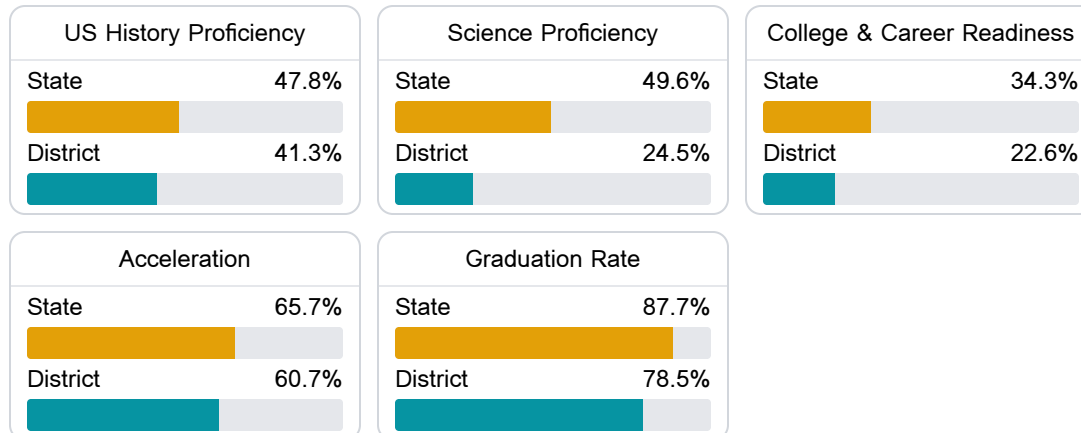 US History Proficiency
State 47.8%
District 41.3%
Science Proficiency
State 49.6%
District 24.5%
College & Career Readiness
State 34.3%
District 22.6%
Acceleration
State 65.7%
District 60.7%
Graduation Rate
State 87.7%
District 78.5%